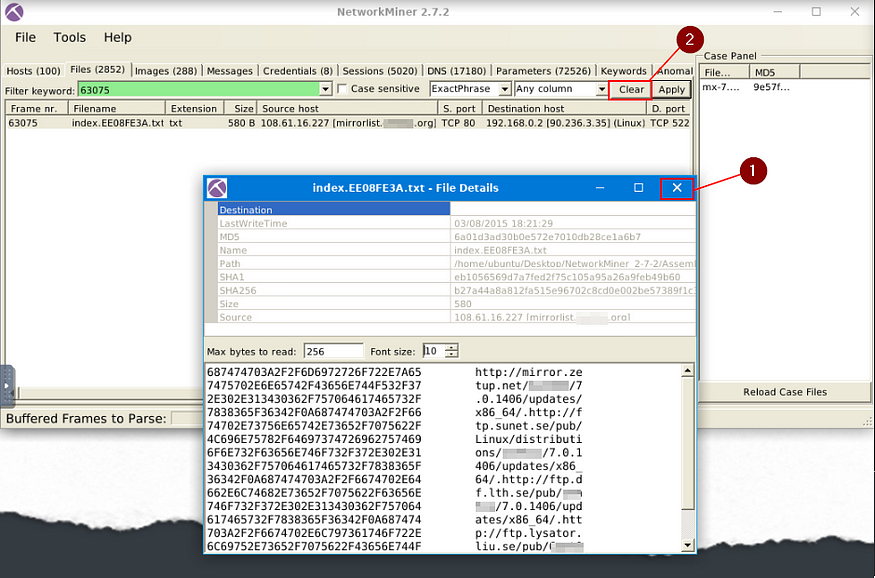 NetworkMiner 2.7.2
File Tools Help
2
Hosts (100) Files (2852) Images (288) Messages Credentials (8) Sessions (5020) DNS (17180) Parameters (72526) Keywords Anomal
Case Panel
File... MD5
mx-7.... 9e57f...
Filter keyword: 63075 Case sensitive ExactPhrase Any column Clear Apply
Frame nr. Filename Extension Size Source host S. port Destination host D. port
63075 index.EE08FE3A.txt txt 580 B 108.61.16.227 [mirrorlist. .org] TCP 80 192.168.0.2 [90.236.3.35] (Linux) TCP 522
1
index.EE08FE3A.txt - File Details
Destination
LastWriteTime 03/08/2015 18:21:29
MD5 6a01d3ad30b0e572e7010db28ce1a6b7
Name index.EE08FE3A.txt
Path /home/ubuntu/Desktop/NetworkMiner_2-7-2/Assemb
SHA1 eb1056569d7a7fed2f75c105a95a26a9feb49b60
SHA256 b27a44a8a812fa515e96702c8cd0e002be57389f1c3
Size 580
Source 108.61.16.227 [mirrorlist. .org]
Max bytes to read: 256 Font size: 10
687474703A2F2F6D6972726F722E7A65 http://mirror.ze
7475702E6E65742F43656E744F532F37 tup.net/ /7
2E302E313430362F757064617465732F .0.1406/updates/
7838365F36342F0A687474703A2F2F66 x86_64/.http://f
74702E73756E65742E73652F7075622F tp.sunet.se/pub/
4C696E75782F64697374726962757469 Linux/distributi
6F6E732F63656E746F732F372E302E31 ons/ /7.0.1
3430362F757064617465732F7838365F 406/updates/x86_
36342F0A687474703A2F2F6674702E64 64/.http://ftp.d
662E6C74682E73652F7075622F63656E f.lth.se/pub/
746F732F372E302E313430362F757064 /7.0.1406/upd
617465732F7838365F36342F0A687474 ates/x86_64/.htt
703A2F2F6674702E6C797361746F722E p://ftp.lysator.
6C69752E73652F7075622F43656E744F liu.se/pub/
Reload Case Files
Buffered Frames to Parse: